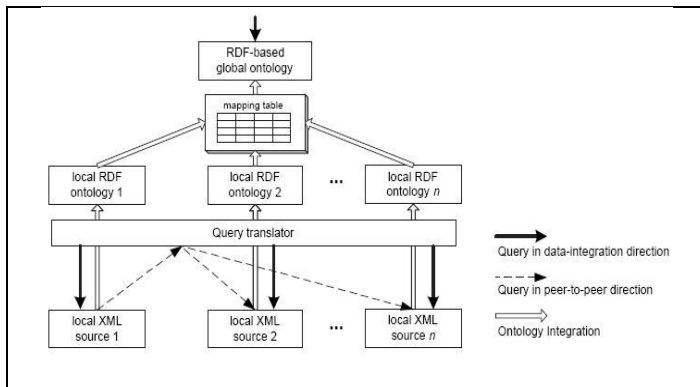 RDF-based
global ontology
mapping table
local RDF
ontology 1
local RDF
ontology 2
...
local RDF
ontology n
Query translator
local XML
source 1
local XML
source 2
...
local XML
source n
Query in data-integration direction
Query in peer-to-peer direction
Ontology Integration